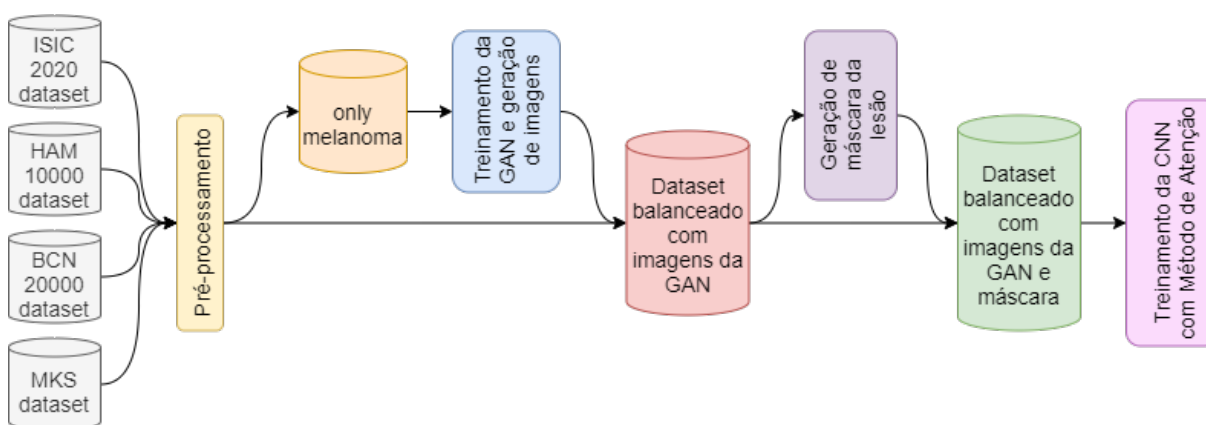 ISIC
2020
dataset
HAM
10000
dataset
BCN
20000
dataset
MKS
dataset
Pré-processamento
only
melanoma
Treinamento da
GAN e geração
de imagens
Dataset
balanceado
com
imagens da
GAN
Geração de
máscara da
lesão
Dataset
balanceado
com
imagens da
GAN e
máscara
Treinamento da CNN
com Método de Atenção